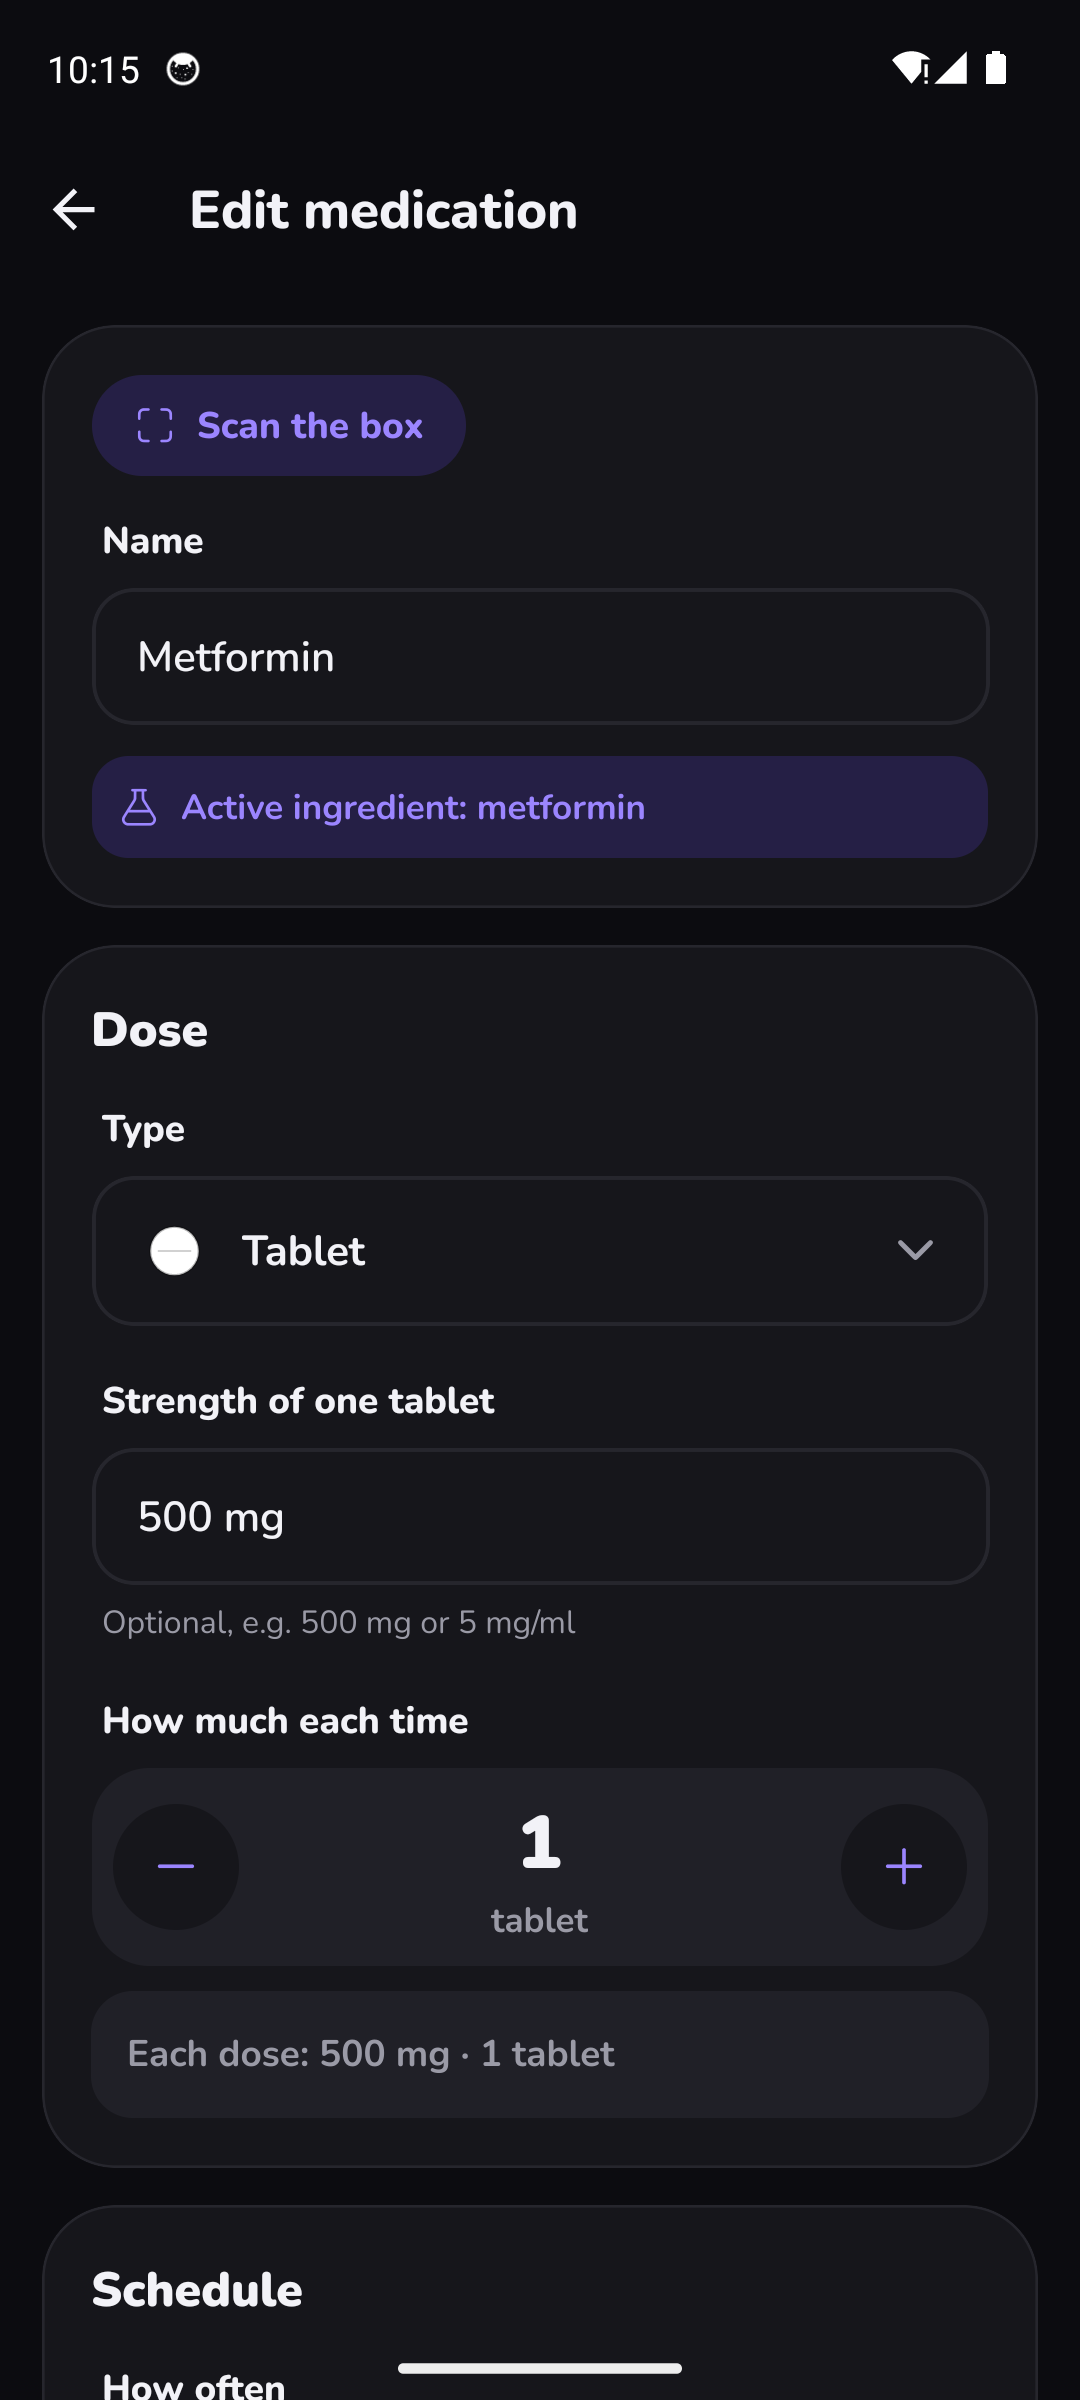 10:15
Edit medication
Scan the box
Name
Metformin
Active ingredient: metformin
Dose
Type
Tablet
Strength of one tablet
500 mg
Optional, e.g. 500 mg or 5 mg/ml
How much each time
1
tablet
Each dose: 500 mg · 1 tablet
Schedule
How often